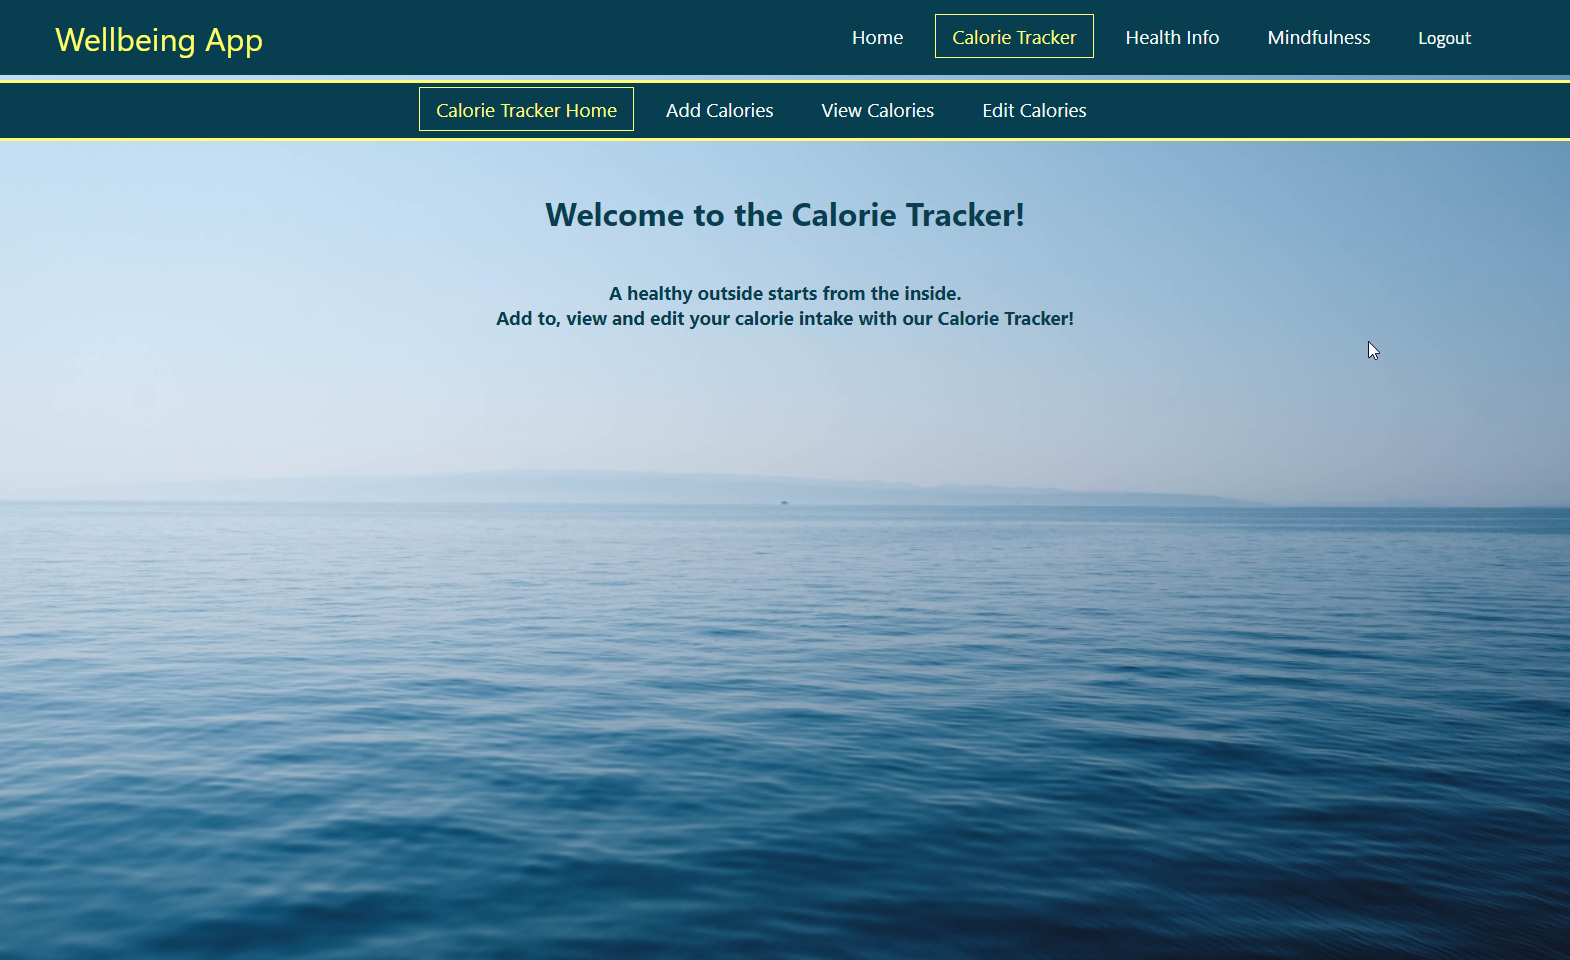 Wellbeing App
Home Calorie Tracker Health Info Mindfulness Logout
Calorie Tracker Home Add Calories View Calories Edit Calories
Welcome to the Calorie Tracker!
A healthy outside starts from the inside.
Add to, view and edit your calorie intake with our Calorie Tracker!